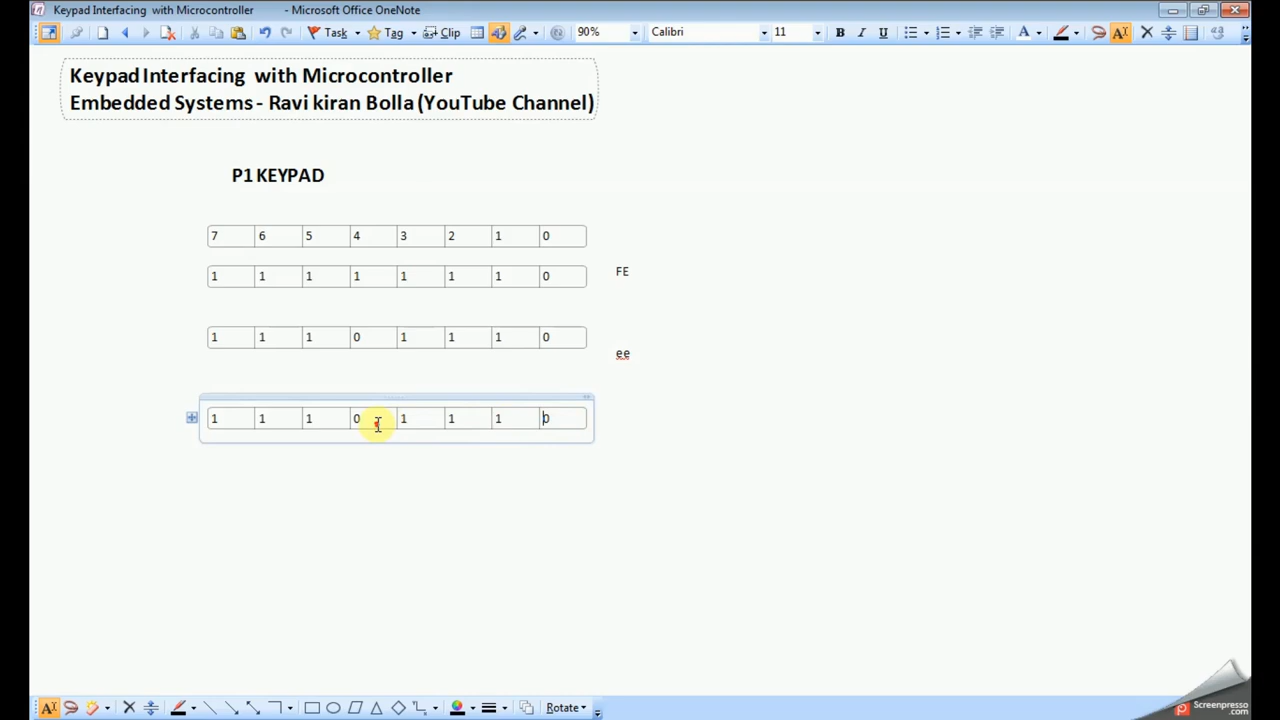 Keypad Interfacing with Microcontroller - Microsoft Office OneNote
Task Tag Clip 90% Calibri 11 B I U A
Keypad Interfacing with Microcontroller
Embedded Systems - Ravi kiran Bolla (YouTube Channel)
P1 KEYPAD
7 6 5 4 3 2 1 0
1 1 1 1 1 1 1 0 FE
1 1 1 0 1 1 1 0
ee
1 1 1 0 1 1 1 0
Rotate
Screenpresso
.com